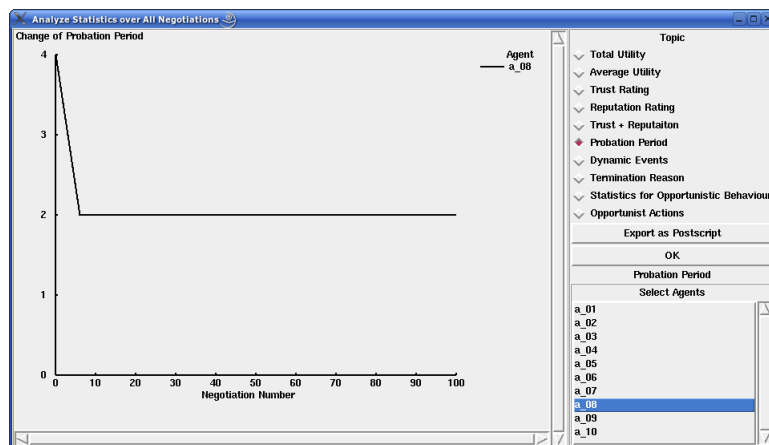 Analyze Statistics over All Negotiations
Change of Probation Period
Agent
a_08
4
3
2
1
0
0 10 20 30 40 50 60 70 80 90 100
Negotiation Number
Topic
Total Utility
Average Utility
Trust Rating
Reputation Rating
Trust + Reputaiton
Probation Period
Dynamic Events
Termination Reason
Statistics for Opportunistic Behaviour
Opportunist Actions
Export as Postscript
OK
Probation Period
Select Agents
a_01
a_02
a_03
a_04
a_05
a_06
a_07
a_08
a_09
a_10